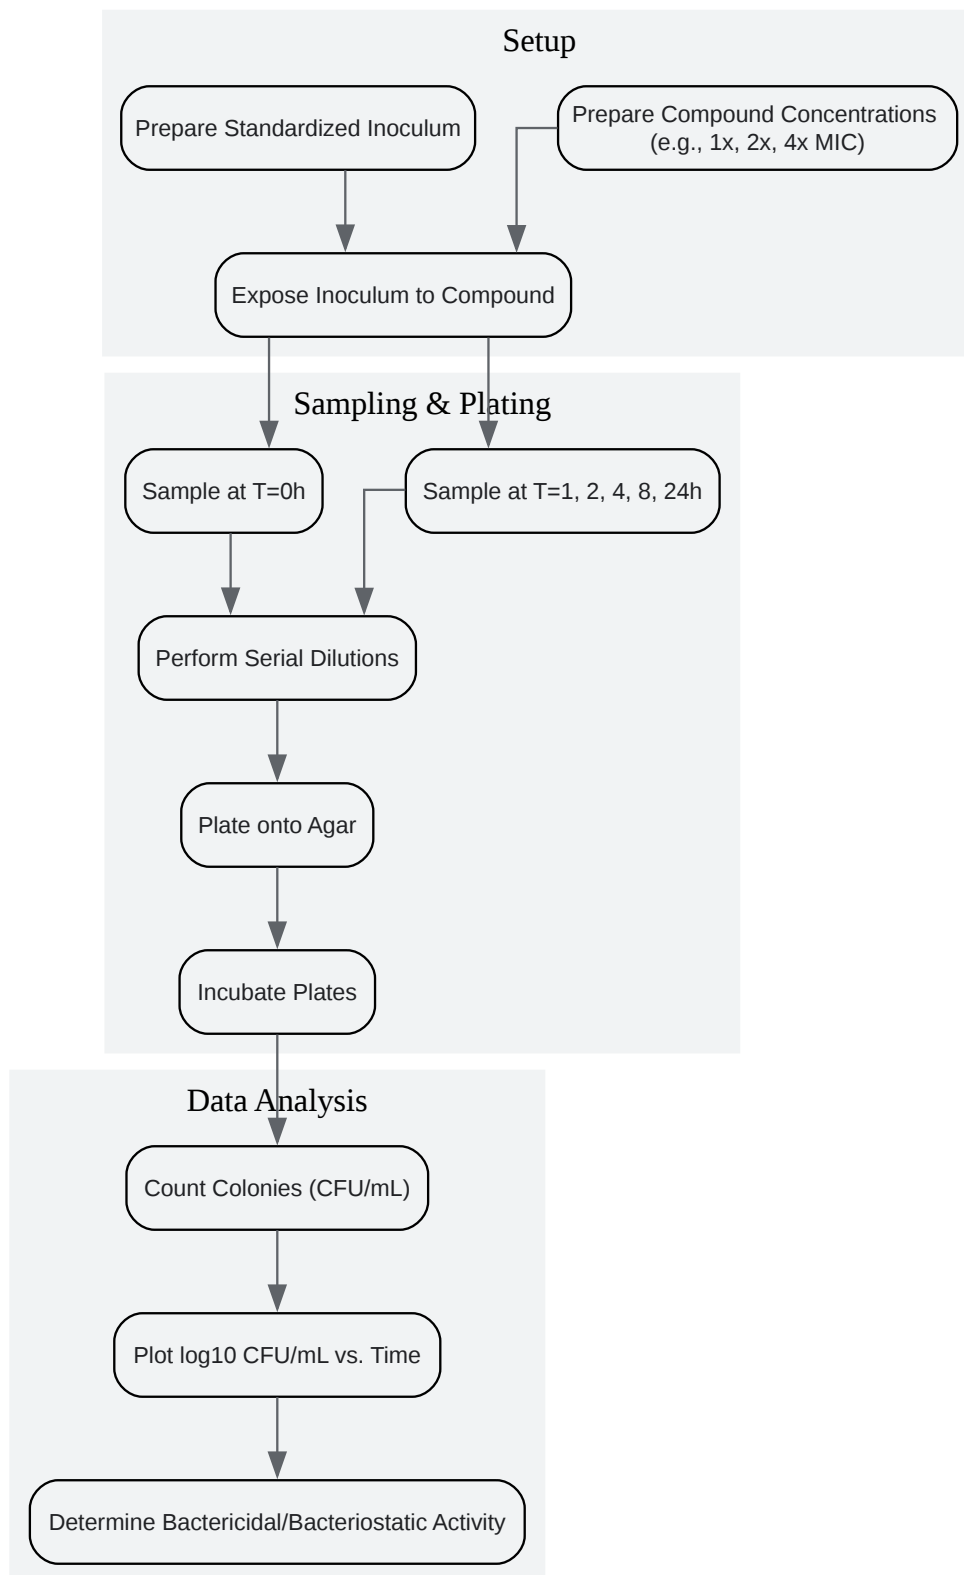 Setup
Prepare Standardized Inoculum
Prepare Compound Concentrations
(e.g., 1x, 2x, 4x MIC)
Expose Inoculum to Compound
Sampling & Plating
Sample at T=0h
Sample at T=1, 2, 4, 8, 24h
Perform Serial Dilutions
Plate onto Agar
Incubate Plates
Data Analysis
Count Colonies (CFU/mL)
Plot log10 CFU/mL vs. Time
Determine Bactericidal/Bacteriostatic Activity